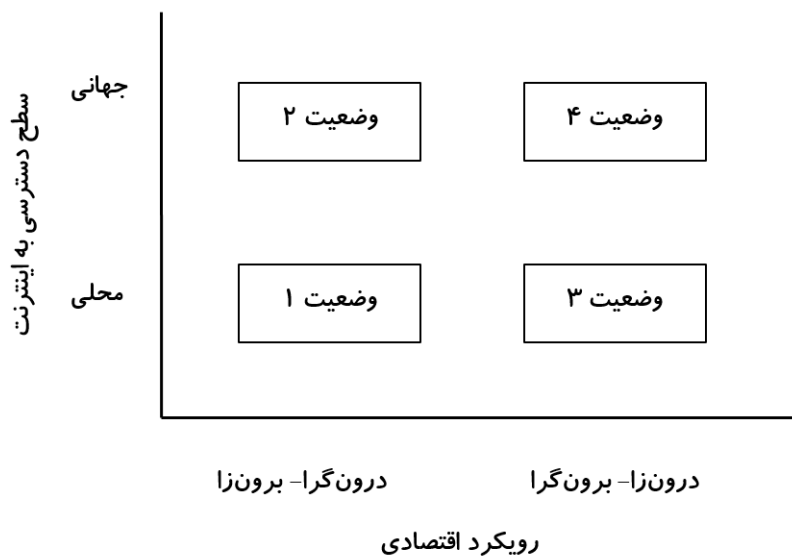 سطح دسترسی به اینترنت
جهانی
وضعیت ۲
وضعیت ۴
محلی
وضعیت ۱
وضعیت ۳
درون‌گرا– برون‌زا
درون‌زا– برون‌گرا
رویکرد اقتصادی